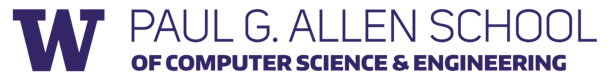 W
PAUL G. ALLEN SCHOOL
OF COMPUTER SCIENCE & ENGINEERING